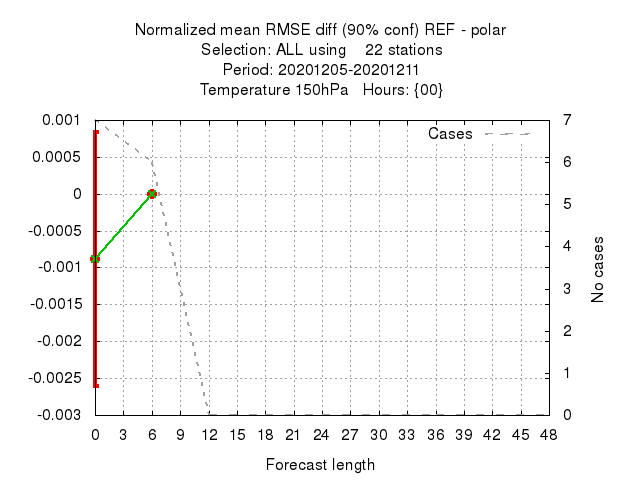 Normalized mean RMSE diff (90% conf) REF - polar
Selection: ALL using 22 stations
Period: 20201205-20201211
Temperature 150hPa Hours: {00}
Cases
0.001
0.0005
0
-0.0005
-0.001
-0.0015
-0.002
-0.0025
-0.003
7
6
5
4
3
2
1
0
No cases
0 3 6 9 12 15 18 21 24 27 30 33 36 39 42 45 48
Forecast length